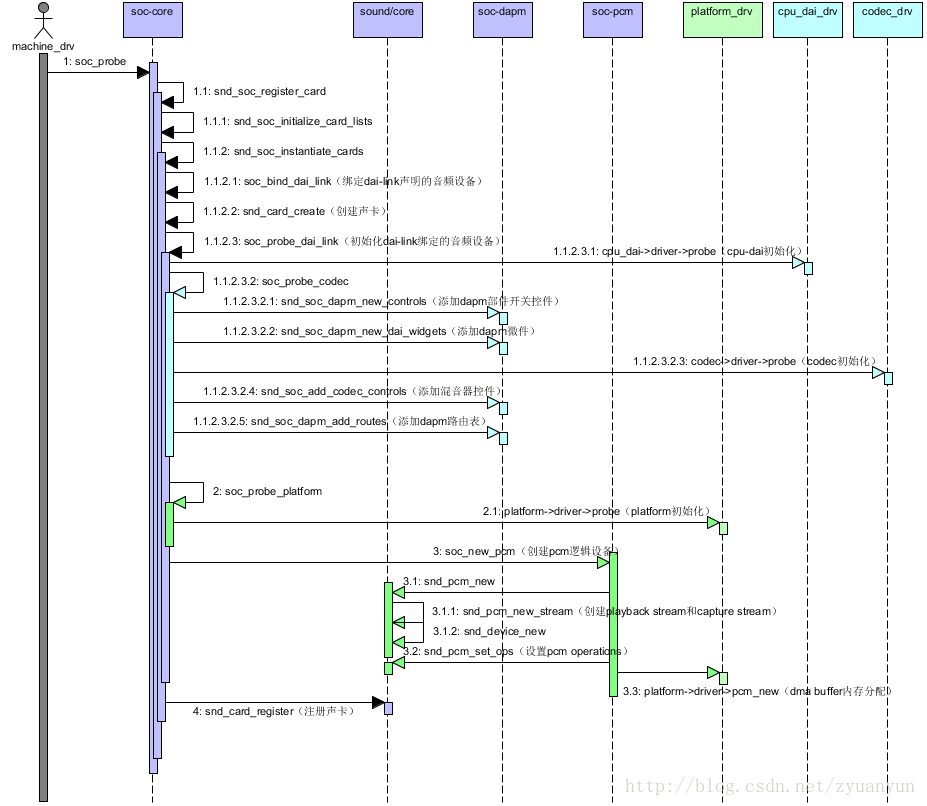 soc-core
sound/core
soc-dapm
soc-pcm
platform_drv
cpu_dai_drv
codec_drv
machine_drv
1: soc_probe
1.1: snd_soc_register_card
1.1.1: snd_soc_initialize_card_lists
1.1.2: snd_soc_instantiate_cards
1.1.2.1: soc_bind_dai_link（绑定dai-link声明的音频设备）
1.1.2.2: snd_card_create（创建声卡）
1.1.2.3: soc_probe_dai_link（初始化dai-link绑定的音频设备）
1.1.2.3.1: cpu_dai->driver->probe（cpu-dai初始化）
1.1.2.3.2: soc_probe_codec
1.1.2.3.2.1: snd_soc_dapm_new_controls（添加dapm部件开关控件）
1.1.2.3.2.2: snd_soc_dapm_new_dai_widgets（添加dapm微件）
1.1.2.3.2.3: codec->driver->probe（codec初始化）
1.1.2.3.2.4: snd_soc_add_codec_controls（添加混音器控件）
1.1.2.3.2.5: snd_soc_dapm_add_routes（添加dapm路由表）
2: soc_probe_platform
2.1: platform->driver->probe（platform初始化）
3: soc_new_pcm（创建pcm逻辑设备）
3.1: snd_pcm_new
3.1.1: snd_pcm_new_stream（创建playback stream和capture stream）
3.1.2: snd_device_new
3.2: snd_pcm_set_ops（设置pcm operations）
3.3: platform->driver->pcm_new（dma buffer内存分配）
4: snd_card_register（注册声卡）
http://blog.csdn.net/zyuanyun